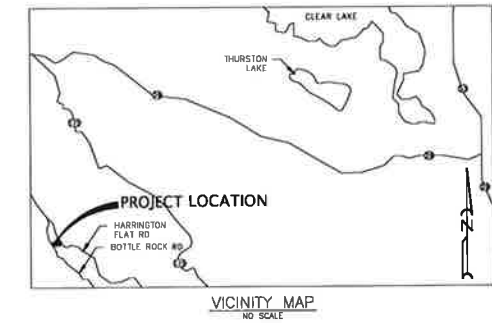 CLEAR LAKE
THURSTON
LAKE
PROJECT LOCATION
HARRINGTON
FLAT RD
BOTTLE ROCK RD
VICINITY MAP
NO SCALE